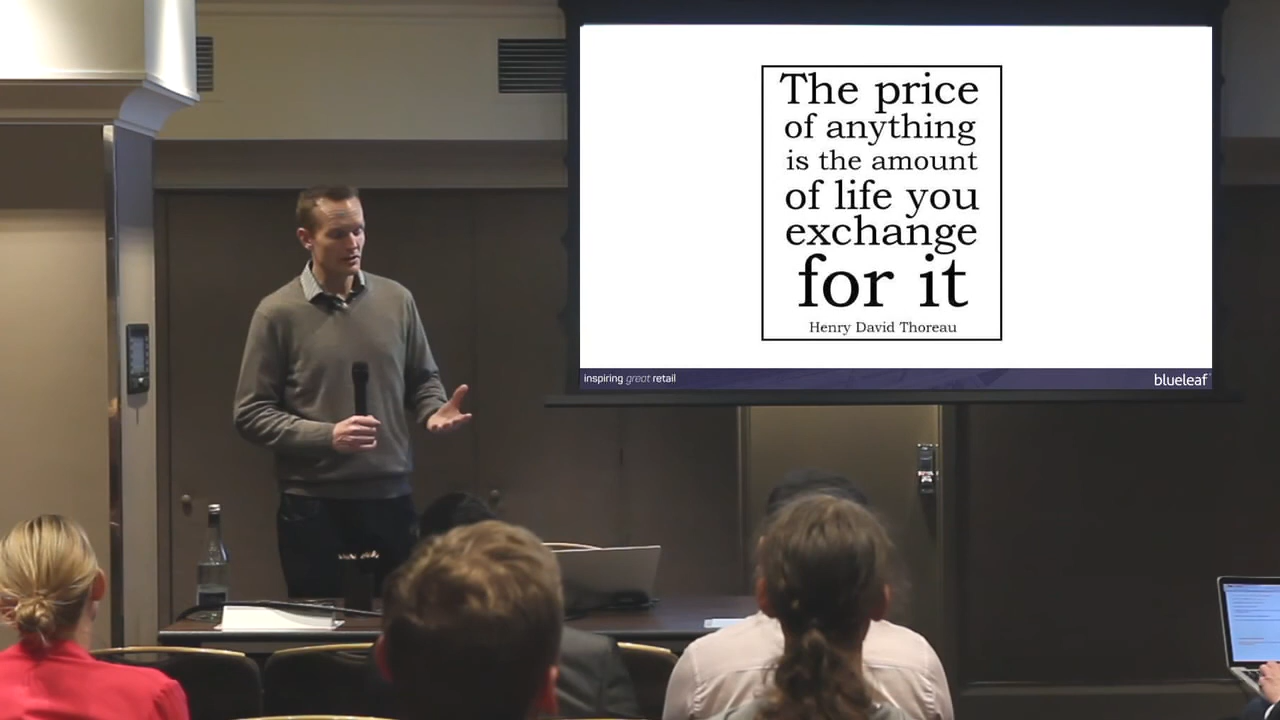 The price
of anything
is the amount
of life you
exchange
for it
Henry David Thoreau
inspiring great retail
blueleaf